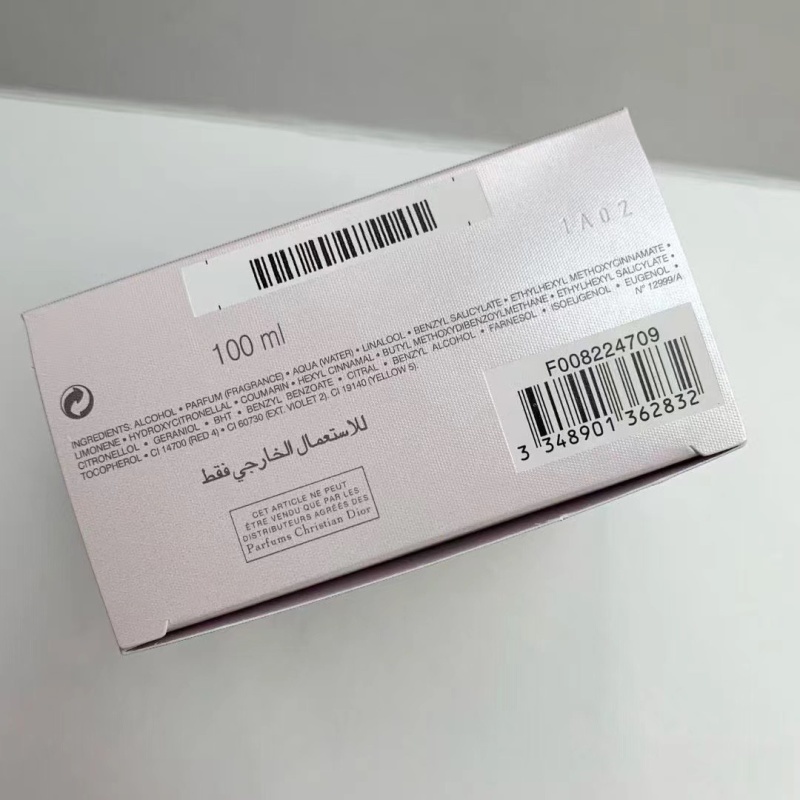 1A02
100 ml
INGREDIENTS: ALCOHOL • PARFUM (FRAGRANCE) • AQUA (WATER) • LINALOOL • BENZYL SALICYLATE • ETHYLHEXYL METHOXYCINNAMATE •
LIMONENE • HYDROXYCITRONELLAL • COUMARIN • HEXYL CINNAMAL • BUTYL METHOXYDIBENZOYLMETHANE • ETHYLHEXYL SALICYLATE •
CITRONELLOL • GERANIOL • BHT • BENZYL BENZOATE • CITRAL • BENZYL ALCOHOL • FARNESOL • ISOEUGENOL • EUGENOL •
TOCOPHEROL • CI 14700 (RED 4) • CI 60730 (EXT. VIOLET 2), CI 19140 (YELLOW 5).
N° 12999/A
للاستعمال الخارجي فقط
CET ARTICLE NE PEUT
ÊTRE VENDU QUE PAR LES
DISTRIBUTEURS AGRÉÉS DES
Parfums Christian Dior
F008224709
3 348901 362832